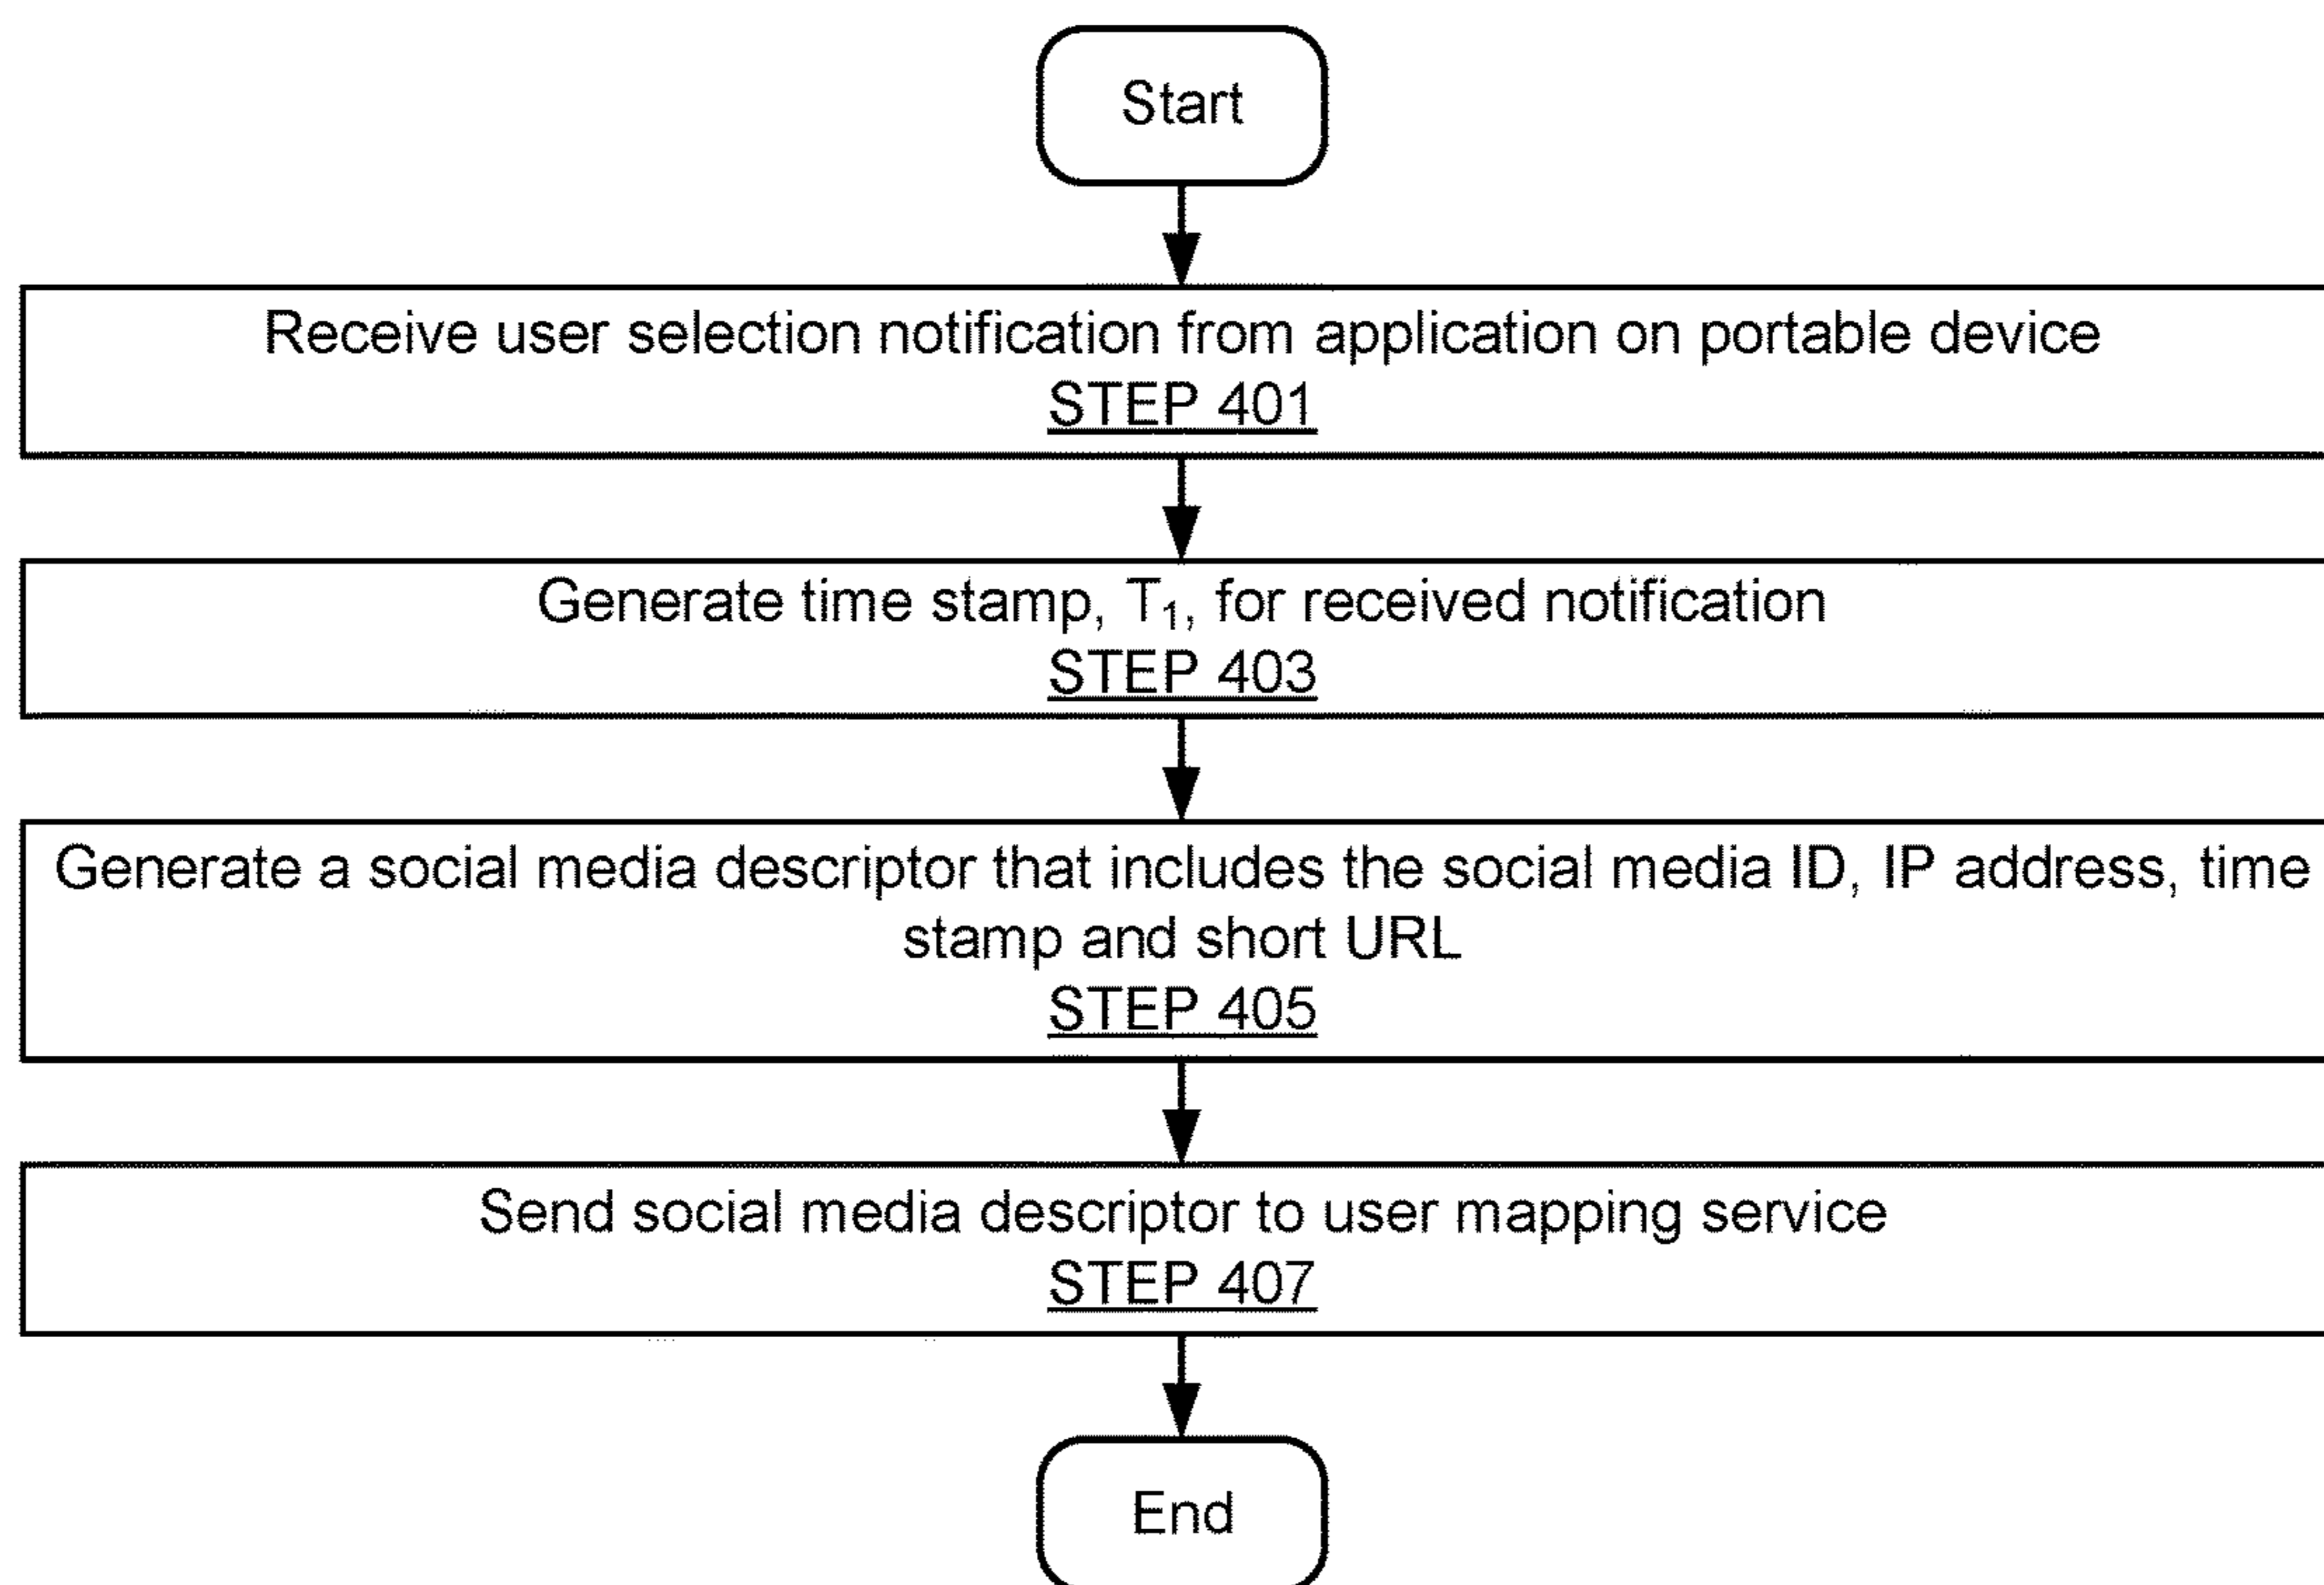 Start
Receive user selection notification from application on portable device
STEP 401
Generate time stamp, T₁, for received notification
STEP 403
Generate a social media descriptor that includes the social media ID, IP address, time
stamp and short URL
STEP 405
Send social media descriptor to user mapping service
STEP 407
End